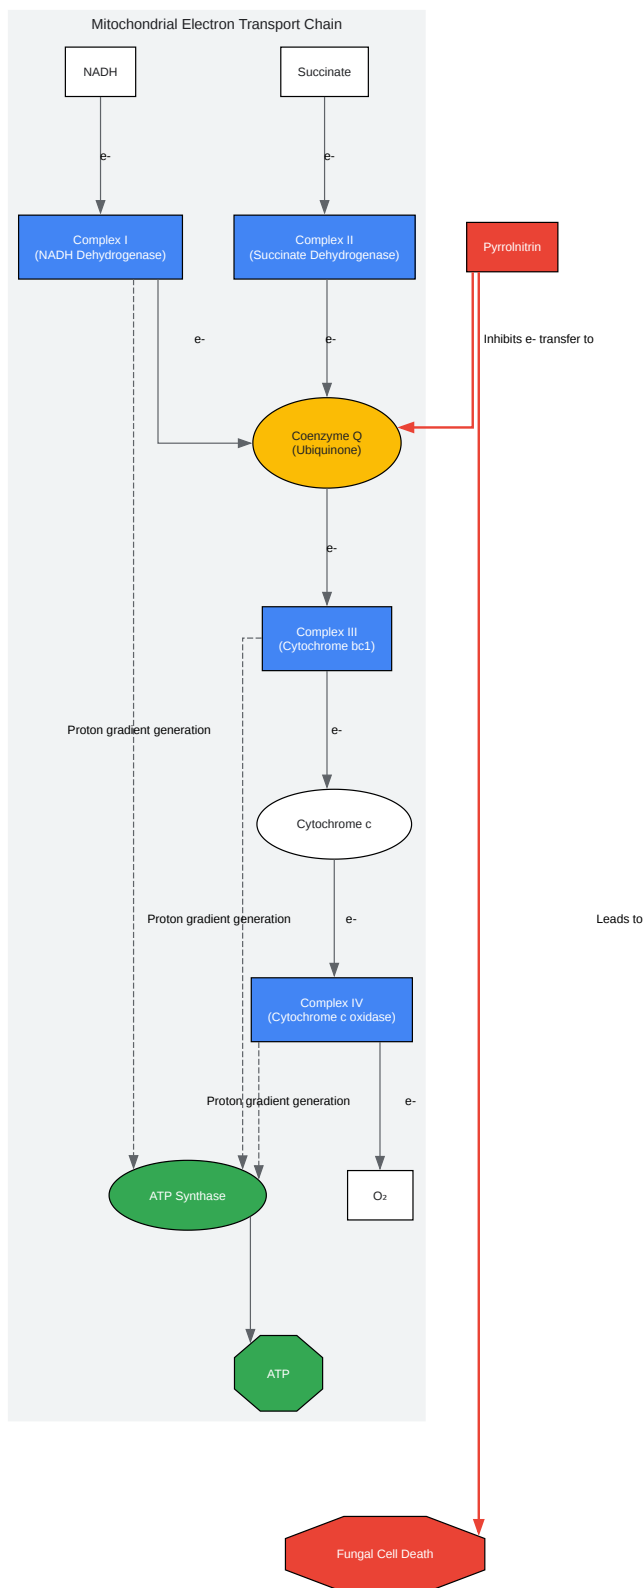 Mitochondrial Electron Transport Chain
NADH
Succinate
e-
e-
Complex I
(NADH Dehydrogenase)
Complex II
(Succinate Dehydrogenase)
Pyrrolnitrin
e-
e-
Inhibits e- transfer to
Coenzyme Q
(Ubiquinone)
e-
Complex III
(Cytochrome bc1)
Proton gradient generation
e-
Cytochrome c
Proton gradient generation
e-
Leads to
Complex IV
(Cytochrome c oxidase)
Proton gradient generation
e-
ATP Synthase
O₂
ATP
Fungal Cell Death